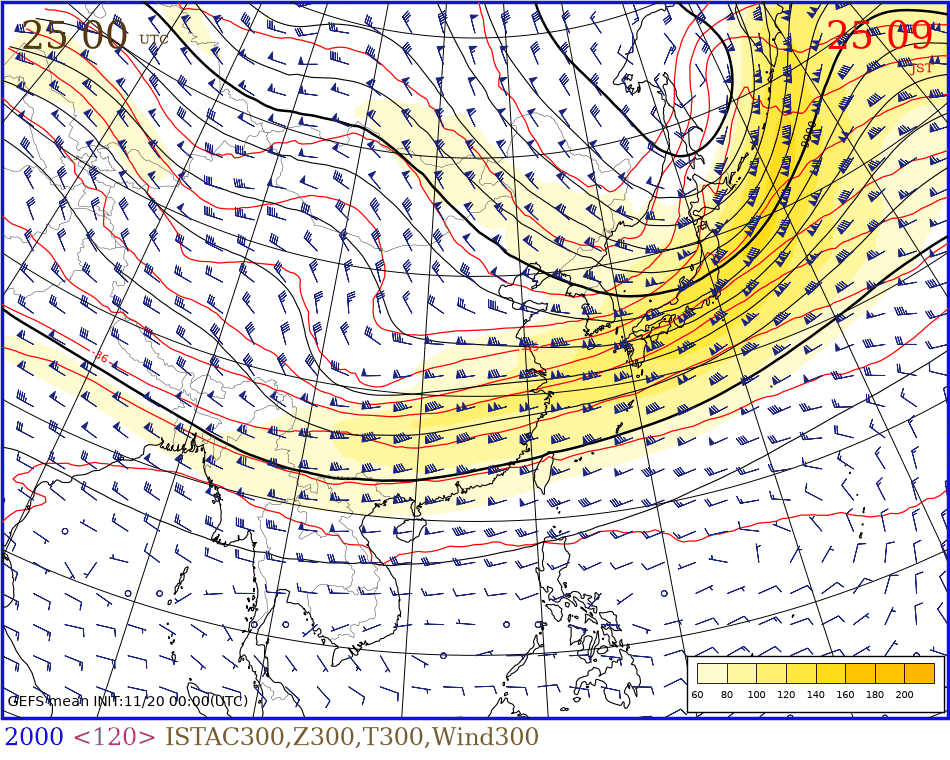 25 00 UTC
25 09
JST
9000
-36-
60 80 100 120 140 160 180 200
GEFS mean INIT:11/20 00:00(UTC)
2000 <120> ISTAC300,Z300,T300,Wind300